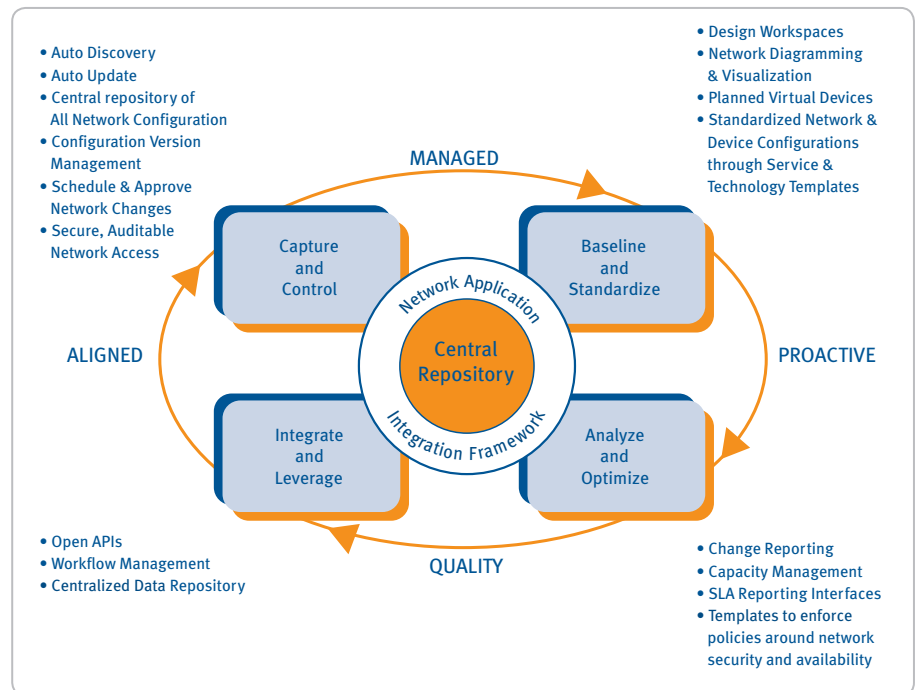 • Auto Discovery
• Auto Update
• Central repository of
All Network Configuration
• Configuration Version
Management
• Schedule & Approve
Network Changes
• Secure, Auditable
Network Access
• Design Workspaces
• Network Diagramming
& Visualization
• Planned Virtual Devices
• Standardized Network &
Device Configurations
through Service &
Technology Templates
MANAGED
Capture
and
Control
Baseline
and
Standardize
Network Application
Central
Repository
Integration Framework
ALIGNED
PROACTIVE
Integrate
and
Leverage
Analyze
and
Optimize
QUALITY
• Open APIs
• Workflow Management
• Centralized Data Repository
• Change Reporting
• Capacity Management
• SLA Reporting Interfaces
• Templates to enforce
policies around network
security and availability